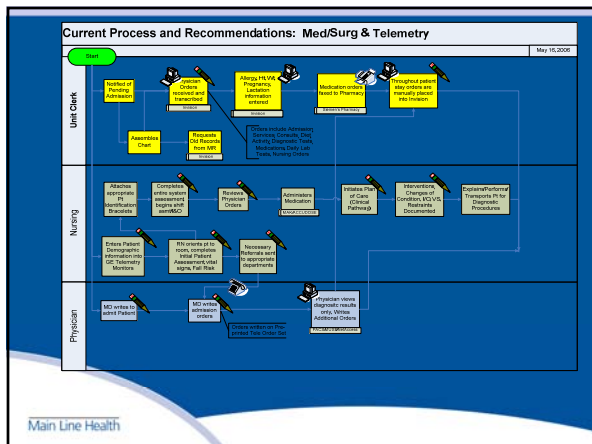 Current Process and Recommendations: Med/Surg & Telemetry
May 16, 2006
Start
Unit Clerk
Notified of
Pending
Admission
Physician
Orders
received and
transcribed
Invision
Allergy, Ht,Wt,
Pregnancy,
Lactation
information
entered
Invision
Medication orders
faxed to Pharmacy
Siemen's Pharmacy
Throughout patient
stay orders are
manually placed
into Invision
Assembles
Chart
Requests
Old Records
from MR
Invision
Orders include Admission,
Services, Consults, Diet,
Activity, Diagnostic Tests,
Medications, Daily Lab
Tests, Nursing Orders
Nursing
Attaches
appropriate
Pt
Identification
Bracelets
Completes
entire system
assessment,
begins shift
asmt/I&O
Reviews
Physician
Orders
Administers
Medication
MAK/ACCUDOSE
Initiates Plan
of Care
(Clinical
Pathway)
Interventions,
Changes of
Condition, I/O, VS,
Restraints
Documented
Explains/Performs/
Transports Pt for
Diagnostic
Procedures
Enters Patient
Demographic
information into
GE Telemetry
Monitors
RN orients pt to
room, completes
Initial Patient
Assessment, vital
signs, Fall Risk
Necessary
Referrals sent
to appropriate
departments
Physician
MD writes to
admit Patient
MD writes
admission
orders
Orders written on Pre-
printed Tele Order Set
Physician views
diagnostic results
only, Writes
Additional Orders
Main Line Health